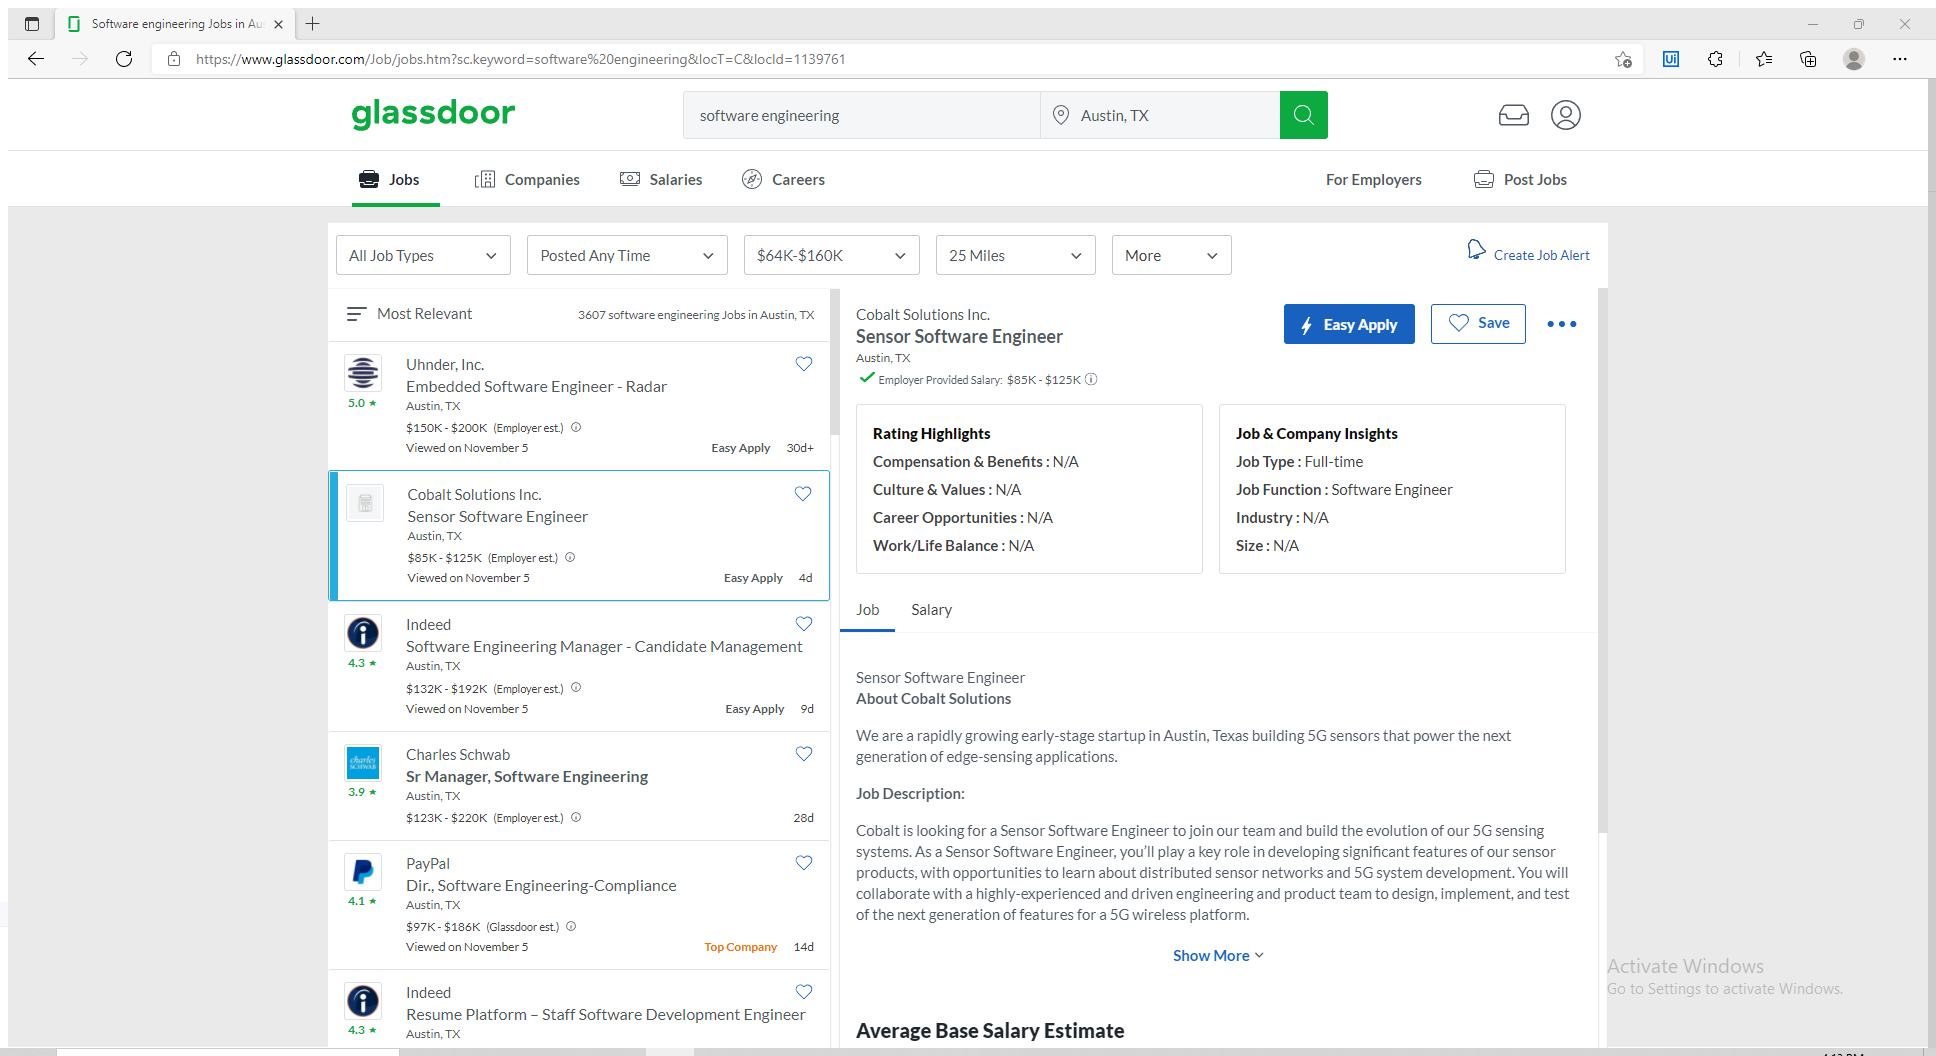 Software engineering Jobs in Au
https://www.glassdoor.com/Job/jobs.htm?sc.keyword=software%20engineering&locT=C&locId=1139761
Ui
glassdoor
software engineering
Austin, TX
Jobs
Companies
Salaries
Careers
For Employers
Post Jobs
All Job Types
Posted Any Time
$64K-$160K
25 Miles
More
Create Job Alert
Most Relevant
3607 software engineering Jobs in Austin, TX
Uhnder, Inc.
Embedded Software Engineer - Radar
Austin, TX
5.0 ★
$150K - $200K (Employer est.)
Viewed on November 5
Easy Apply 30d+
Cobalt Solutions Inc.
Sensor Software Engineer
Austin, TX
$85K - $125K (Employer est.)
Viewed on November 5
Easy Apply 4d
Indeed
Software Engineering Manager - Candidate Management
4.3 ★
Austin, TX
$132K - $192K (Employer est.)
Viewed on November 5
Easy Apply 9d
charles
SCHWAB
Charles Schwab
Sr Manager, Software Engineering
3.9 ★
Austin, TX
$123K - $220K (Employer est.)
28d
PayPal
Dir., Software Engineering-Compliance
4.1 ★
Austin, TX
$97K - $186K (Glassdoor est.)
Viewed on November 5
Top Company 14d
Indeed
Resume Platform – Staff Software Development Engineer
4.3 ★
Austin, TX
Cobalt Solutions Inc.
Sensor Software Engineer
Austin, TX
Employer Provided Salary: $85K - $125K
Easy Apply
Save
Rating Highlights
Compensation & Benefits : N/A
Culture & Values : N/A
Career Opportunities : N/A
Work/Life Balance : N/A
Job & Company Insights
Job Type : Full-time
Job Function : Software Engineer
Industry : N/A
Size : N/A
Job
Salary
Sensor Software Engineer
About Cobalt Solutions
We are a rapidly growing early-stage startup in Austin, Texas building 5G sensors that power the next
generation of edge-sensing applications.
Job Description:
Cobalt is looking for a Sensor Software Engineer to join our team and build the evolution of our 5G sensing
systems. As a Sensor Software Engineer, you'll play a key role in developing significant features of our sensor
products, with opportunities to learn about distributed sensor networks and 5G system development. You will
collaborate with a highly-experienced and driven engineering and product team to design, implement, and test
of the next generation of features for a 5G wireless platform.
Show More
Average Base Salary Estimate
Activate Windows
Go to Settings to activate Windows.